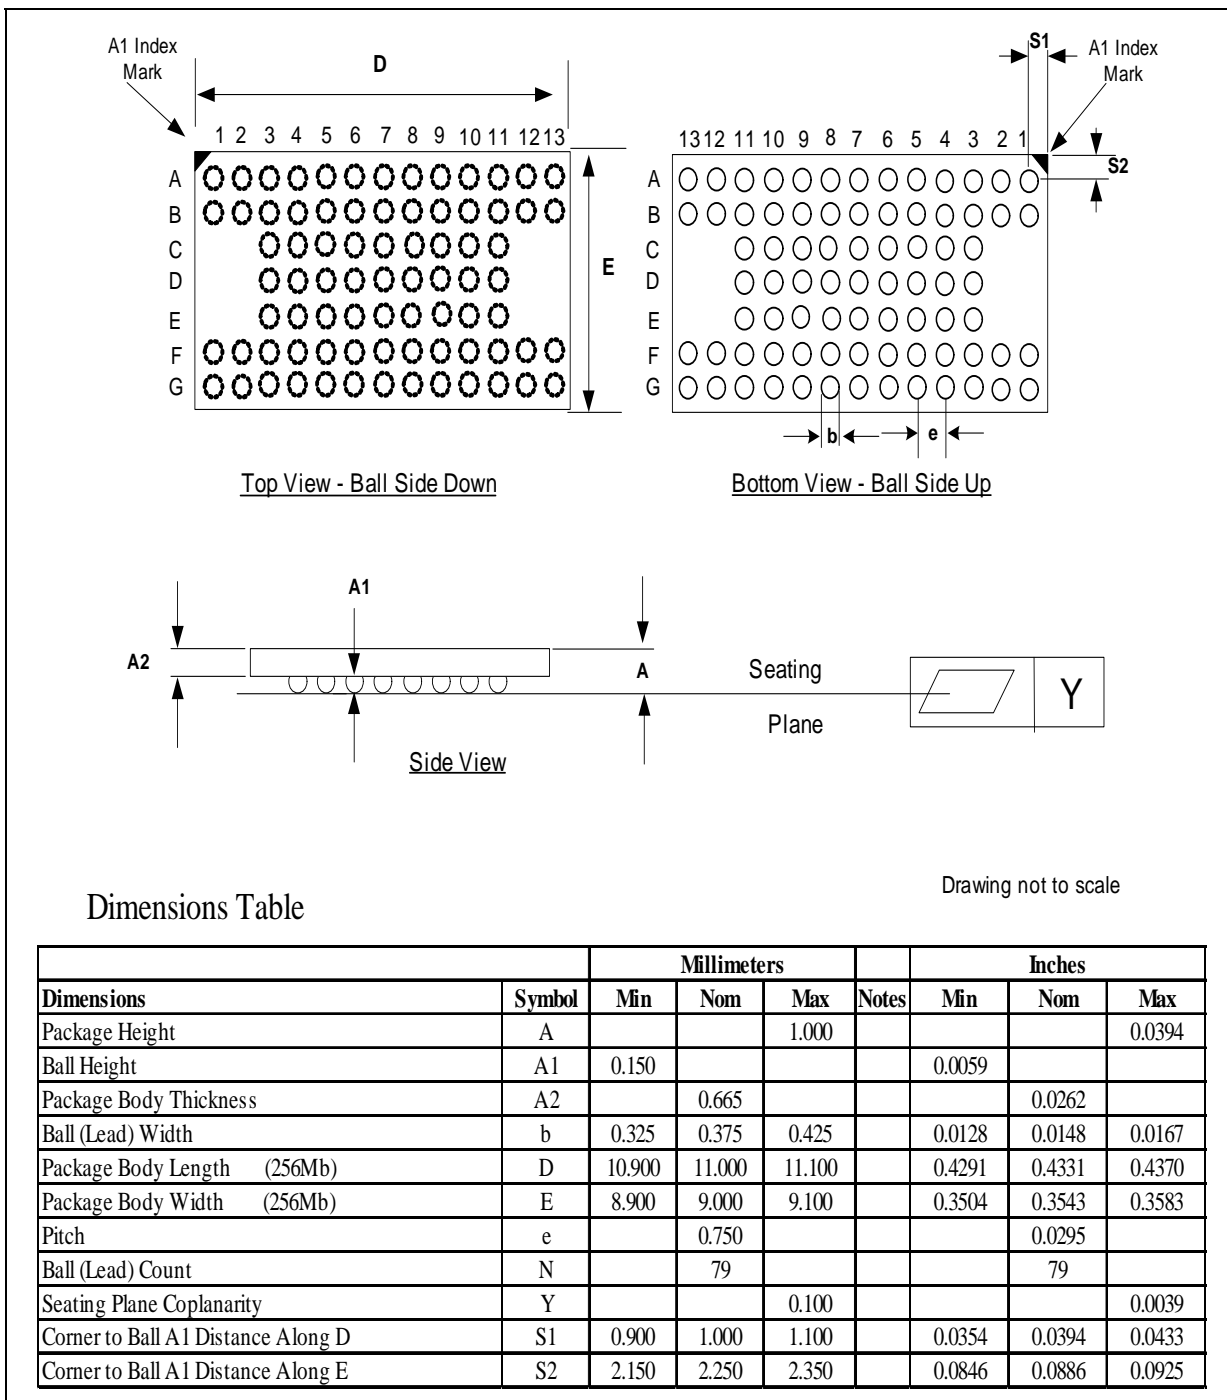 A1 Index
Mark
D
1 2 3 4 5 6 7 8 9 10 11 12 13
A
B
C
D
E
F
G
E
Top View - Ball Side Down
S1
A1 Index
Mark
13 12 11 10 9 8 7 6 5 4 3 2 1
S2
A
B
C
D
E
F
G
b
e
Bottom View - Ball Side Up
A1
A2
A
Seating
Plane
Y
Side View
Drawing not to scale
Dimensions Table
Millimeters Inches
Dimensions Symbol Min Nom Max Notes Min Nom Max
Package Height A 1.000 0.0394
Ball Height A1 0.150 0.0059
Package Body Thickness A2 0.665 0.0262
Ball (Lead) Width b 0.325 0.375 0.425 0.0128 0.0148 0.0167
Package Body Length (256Mb) D 10.900 11.000 11.100 0.4291 0.4331 0.4370
Package Body Width (256Mb) E 8.900 9.000 9.100 0.3504 0.3543 0.3583
Pitch e 0.750 0.0295
Ball (Lead) Count N 79 79
Seating Plane Coplanarity Y 0.100 0.0039
Corner to Ball A1 Distance Along D S1 0.900 1.000 1.100 0.0354 0.0394 0.0433
Corner to Ball A1 Distance Along E S2 2.150 2.250 2.350 0.0846 0.0886 0.0925